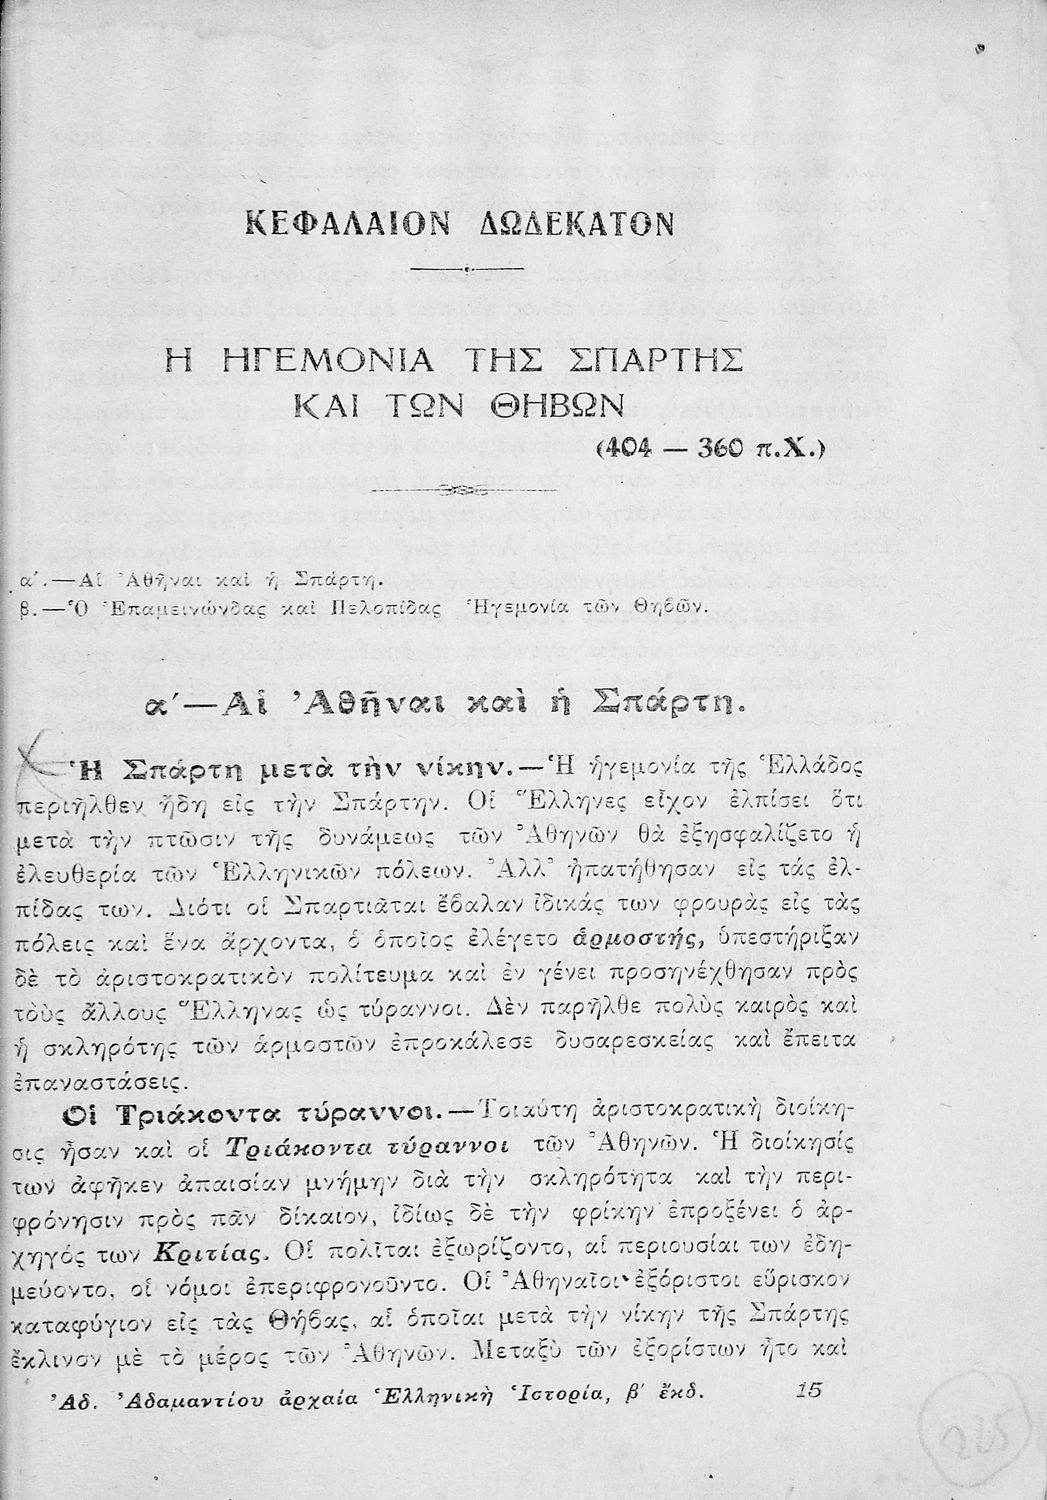 ΚΕΦΑΛΑΙΟΝ ΔΩΔΕΚΑΤΟΝ
Η ΗΓΕΜΟΝΙΑ ΤΗΣ ΣΠΑΡΤΗΣ
ΚΑΙ ΤΩΝ ΘΗΒΩΝ
(404 — 360 π.Χ.)
α΄.—Αἱ Ἀθῆναι καὶ ἡ Σπάρτη.
β.—Ὁ Ἐπαμεινώνδας καὶ Πελοπίδας Ἡγεμονία τῶν Θηβῶν.
α΄—Αἱ Ἀθῆναι καὶ ἡ Σπάρτη.
Ἡ Σπάρτη μετὰ τὴν νίκην.—Ἡ ἡγεμονία τῆς Ἑλλάδος
περιῆλθεν ἤδη εἰς τὴν Σπάρτην. Οἱ Ἕλληνες εἶχον ἐλπίσει ὅτι
μετὰ τὴν πτῶσιν τῆς δυνάμεως τῶν Ἀθηνῶν θὰ ἐξησφαλίζετο ἡ
ἐλευθερία τῶν Ἑλληνικῶν πόλεων. Ἀλλ᾽ ἠπατήθησαν εἰς τάς ἐλ-
πίδας των. Διότι οἱ Σπαρτιᾶται ἔβαλαν ἰδικάς των φρουρὰς εἰς τὰς
πόλεις καὶ ἕνα ἄρχοντα, ὁ ὁποῖος ἐλέγετο ἁρμοστής, ὑπεστήριξαν
δὲ τὸ ἀριστοκρατικὸν πολίτευμα καὶ ἐν γένει προσηνέχθησαν πρὸς
τοὺς ἄλλους Ἕλληνας ὡς τύραννοι. Δὲν παρῆλθε πολὺς καιρὸς καὶ
ἡ σκληρότης τῶν ἁρμοστῶν ἐπροκάλεσε δυσαρεσκείας καὶ ἔπειτα
ἐπαναστάσεις.
Οἱ Τριάκοντα τύραννοι.—Τοιαύτη ἀριστοκρατικὴ διοίκη-
σις ἦσαν καὶ οἱ Τριάκοντα τύραννοι τῶν Ἀθηνῶν. Ἡ διοίκησίς
των ἀφῆκεν ἀπαισίαν μνήμην διὰ τὴν σκληρότητα καὶ τὴν περι-
φρόνησιν πρὸς πᾶν δίκαιον, ἰδίως δὲ τὴν φρίκην ἐπροξένει ὁ ἀρ-
χηγός των Κριτίας. Οἱ πολῖται ἐξωρίζοντο, αἱ περιουσίαι των ἐδη-
μεύοντο, οἱ νόμοι ἐπεριφρονοῦντο. Οἱ Ἀθηναῖοι ἐξόριστοι εὕρισκον
καταφύγιον εἰς τὰς Θήβας, αἱ ὁποῖαι μετὰ τὴν νίκην τῆς Σπάρτης
ἔκλινον μὲ τὸ μέρος τῶν Ἀθηνῶν. Μεταξὺ τῶν ἐξορίστων ἦτο καὶ
Ἀδ. Ἀδαμαντίου ἀρχαία Ἑλληνικὴ Ἱστορία, β΄ ἔκδ. 15
225